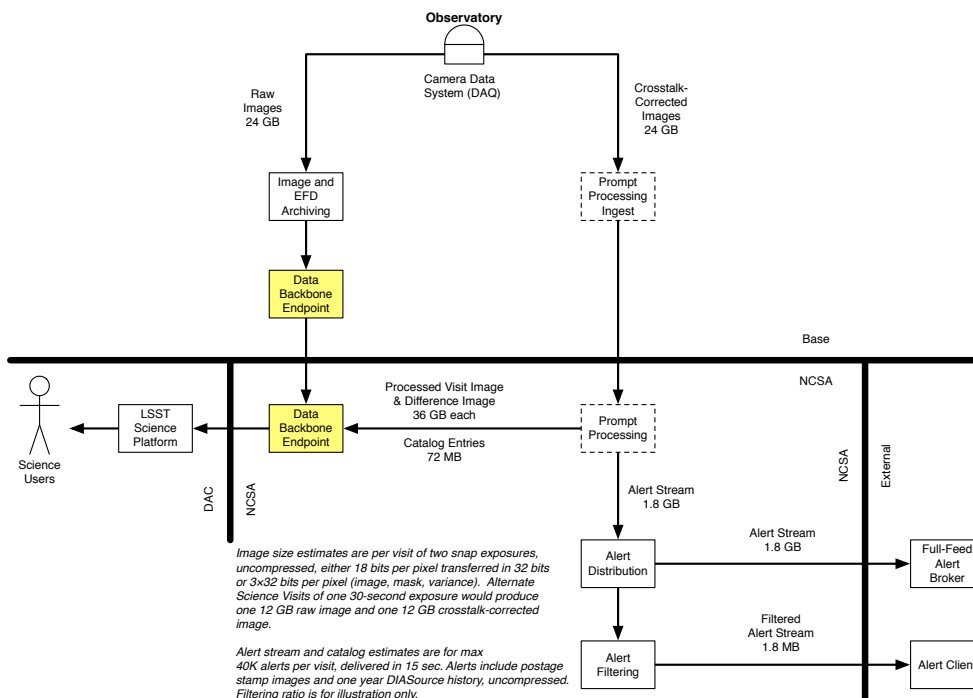 Observatory
Camera Data
System (DAQ)
Raw
Images
24 GB
Crosstalk-
Corrected
Images
24 GB
Image and
EFD
Archiving
Prompt
Processing
Ingest
Data
Backbone
Endpoint
Base
NCSA
Science
Users
LSST
Science
Platform
DAC
NCSA
Data
Backbone
Endpoint
Processed Visit Image
& Difference Image
36 GB each
Catalog Entries
72 MB
Prompt
Processing
NCSA
External
Alert Stream
1.8 GB
Alert
Distribution
Alert Stream
1.8 GB
Full-Feed
Alert
Broker
Alert
Filtering
Filtered
Alert Stream
1.8 MB
Alert Client
Image size estimates are per visit of two snap exposures,
uncompressed, either 18 bits per pixel transferred in 32 bits
or 3×32 bits per pixel (image, mask, variance).  Alternate
Science Visits of one 30-second exposure would produce
one 12 GB raw image and one 12 GB crosstalk-corrected
image.
Alert stream and catalog estimates are for max
40K alerts per visit, delivered in 15 sec. Alerts include postage
stamp images and one year DIASource history, uncompressed.
Filtering ratio is for illustration only.